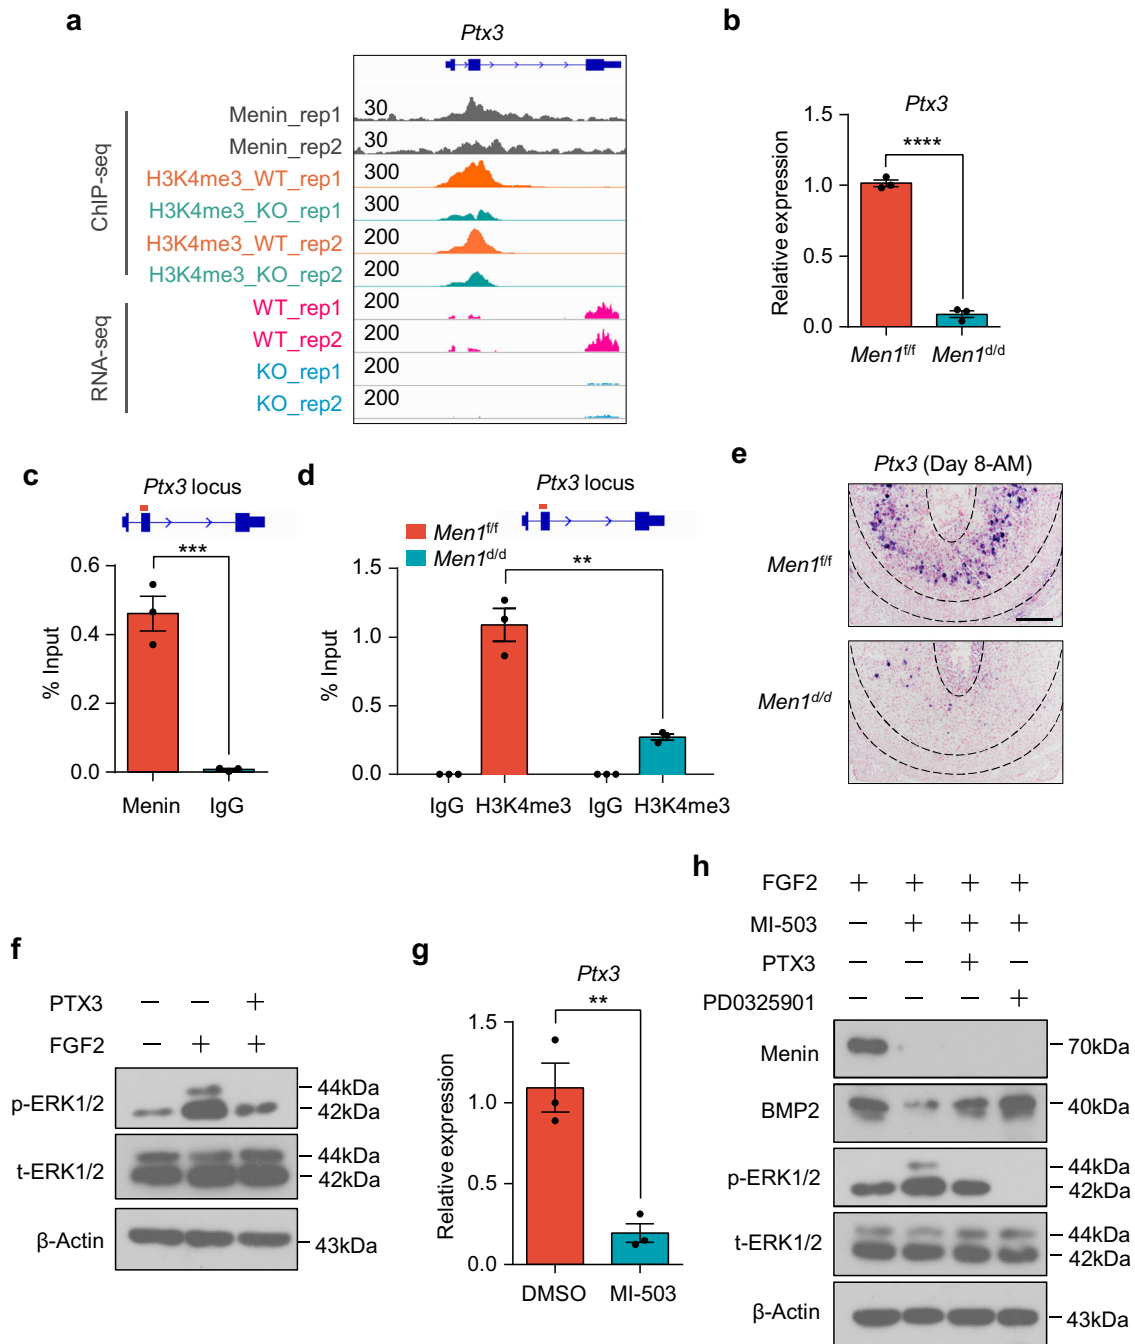 a
Ptx3
ChIP-seq
Menin_rep1
30
Menin_rep2
30
H3K4me3_WT_rep1
300
H3K4me3_KO_rep1
300
H3K4me3_WT_rep2
200
H3K4me3_KO_rep2
200
RNA-seq
WT_rep1
200
WT_rep2
200
KO_rep1
200
KO_rep2
200
b
Ptx3
Relative expression
1.5
1.0
0.5
0.0
****
Men1f/f
Men1d/d
c
Ptx3 locus
% Input
0.6
0.4
0.2
0.0
***
Menin
IgG
d
Ptx3 locus
Men1f/f
Men1d/d
% Input
1.5
1.0
0.5
0.0
**
IgG H3K4me3 IgG H3K4me3
e
Ptx3 (Day 8-AM)
Men1f/f
Men1d/d
f
PTX3 − − +
FGF2 − + +
p-ERK1/2
44kDa
42kDa
t-ERK1/2
44kDa
42kDa
β-Actin
43kDa
g
Ptx3
Relative expression
1.5
1.0
0.5
0.0
**
DMSO
MI-503
h
FGF2 + + + +
MI-503 − + + +
PTX3 − − + −
PD0325901 − − − +
Menin
70kDa
BMP2
40kDa
p-ERK1/2
44kDa
42kDa
t-ERK1/2
44kDa
42kDa
β-Actin
43kDa